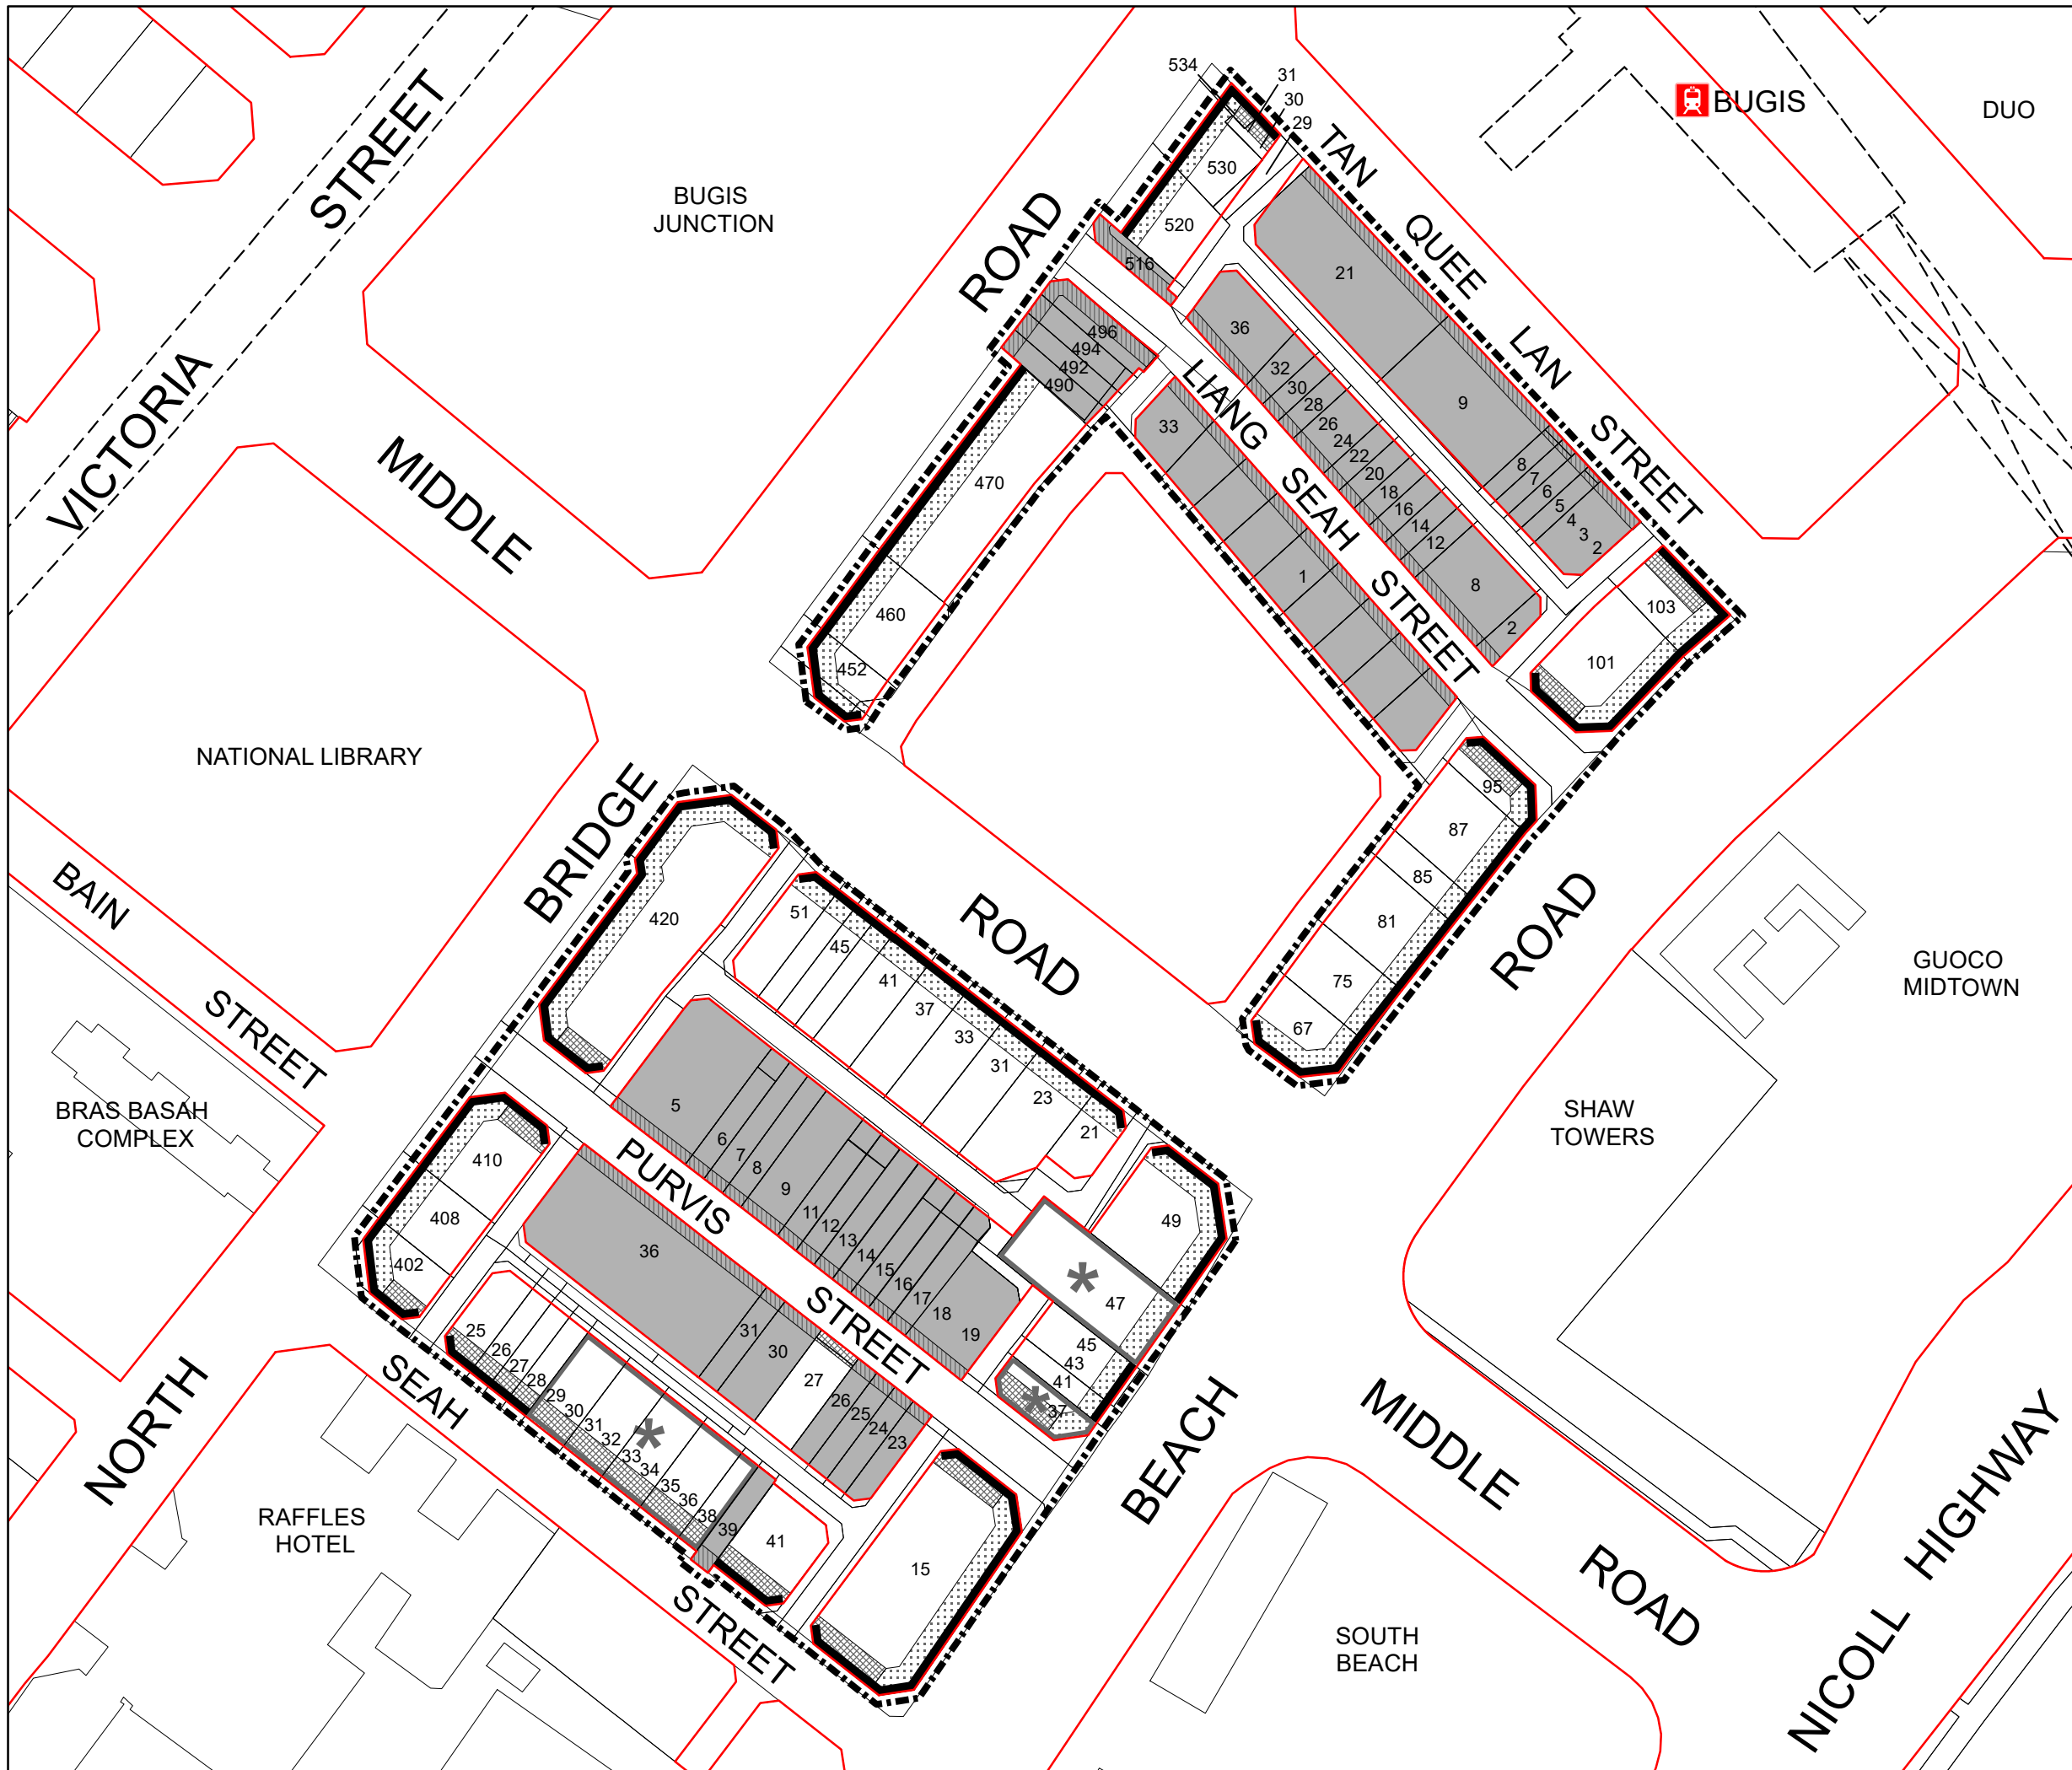 534
31
30
29
TAN
QUEE
LAN
STREET
BUGIS
DUO
VICTORIA
STREET
BUGIS
JUNCTION
ROAD
530
520
516
21
9
8
7
6
5
4
3
2
36
32
30
28
26
24
22
20
18
16
14
12
8
2
496
494
492
490
LIANG
SEAH
STREET
33
1
470
460
452
103
101
MIDDLE
NATIONAL LIBRARY
95
87
85
81
75
67
BRIDGE
ROAD
ROAD
BAIN
STREET
GUOCO
MIDTOWN
420
51
45
41
37
33
31
23
21
BRAS BASAH
COMPLEX
SHAW
TOWERS
5
6
7
8
9
11
12
13
14
15
16
17
18
19
PURVIS
STREET
410
408
402
36
31
30
27
26
25
24
23
49
*
47
45
43
41
*
37
25
26
27
28
29
30
31
32
33
34
35
36
38
39
41
*
15
NORTH
SEAH
STREET
RAFFLES
HOTEL
BEACH
MIDDLE
ROAD
SOUTH
BEACH
NICOLL
HIGHWAY